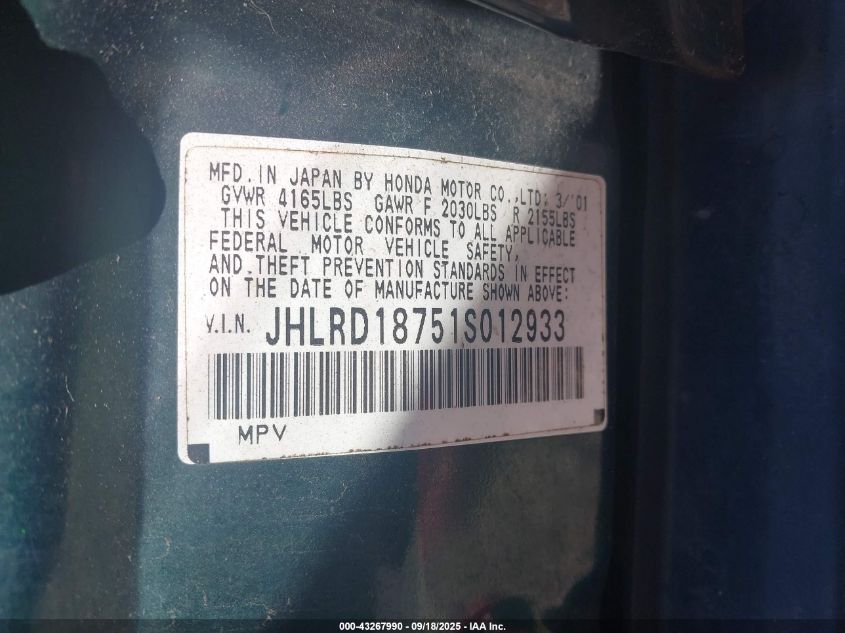 MFD.IN JAPAN BY HONDA MOTOR CO.,LTD: 3/'01
GVWR 4165LBS GAWR F 2030LBS R 2155LBS
THIS VEHICLE CONFORMS TO ALL APPLICABLE
FEDERAL MOTOR VEHICLE SAFETY,
AND THEFT PREVENTION STANDARDS IN EFFECT
ON THE DATE OF MANUFACTURE SHOWN ABOVE:
V.I.N. JHLRD18751S012933
MPV
000-43267990 - 09/18/2025 - IAA Inc.